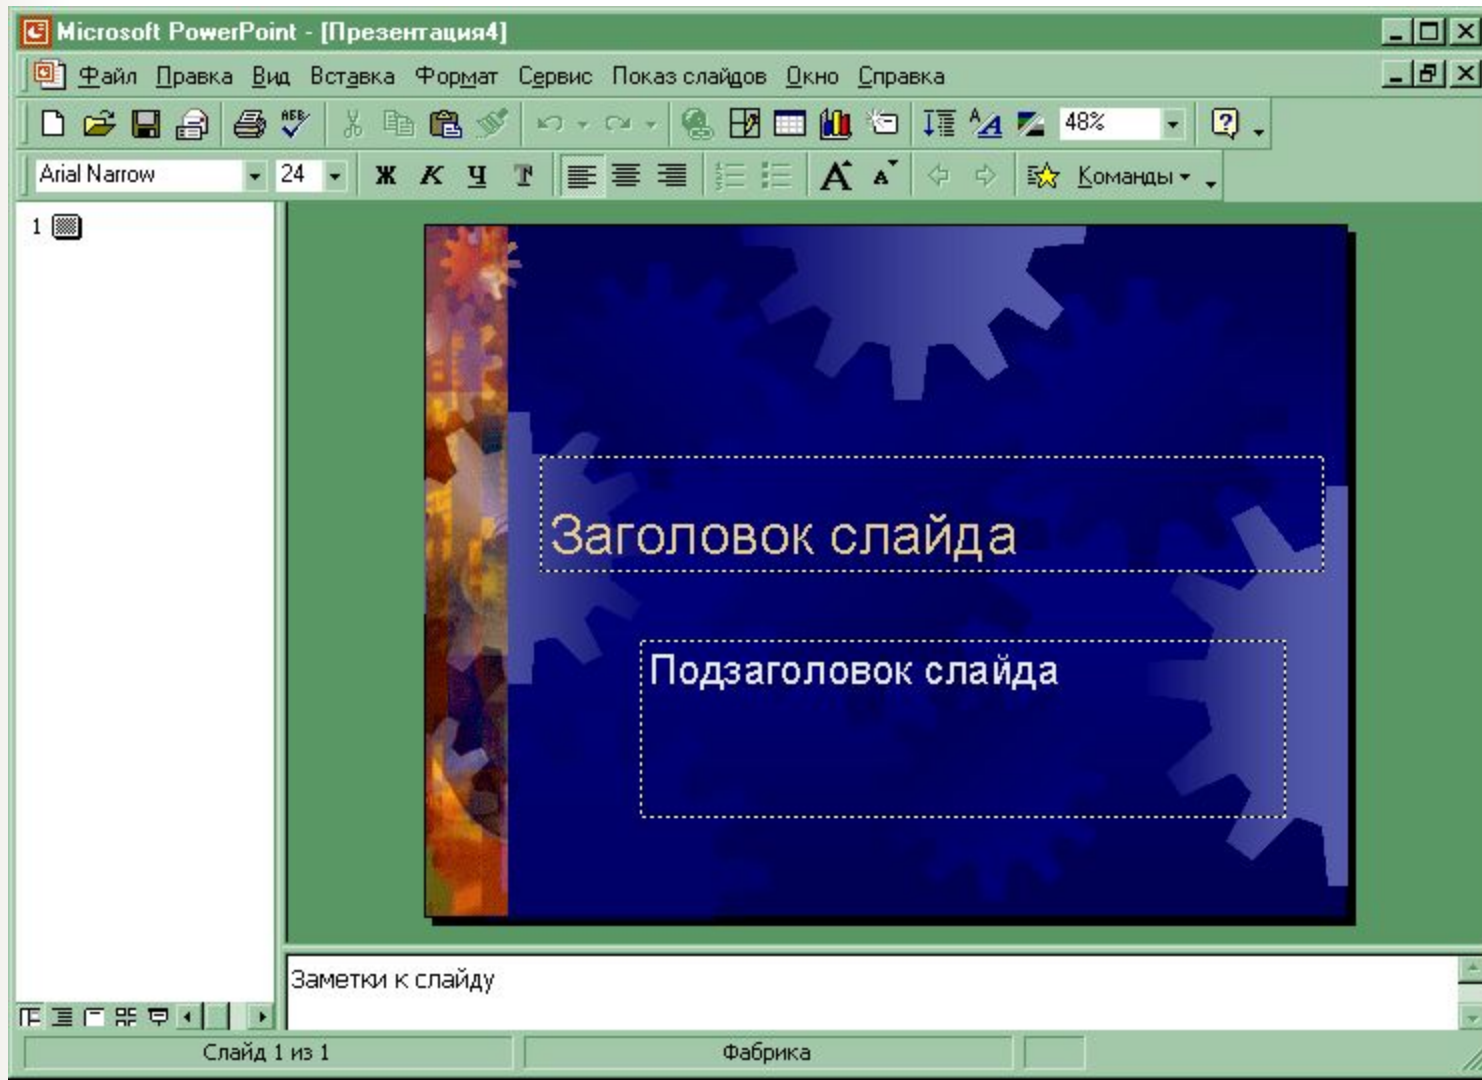 Microsoft PowerPoint - [Презентация4]
Файл Правка Вид Вставка Формат Сервис Показ слайдов Окно Справка
48%
Arial Narrow 24 Ж К Ч Команды
1
Заголовок слайда
Подзаголовок слайда
Заметки к слайду
Слайд 1 из 1 Фабрика